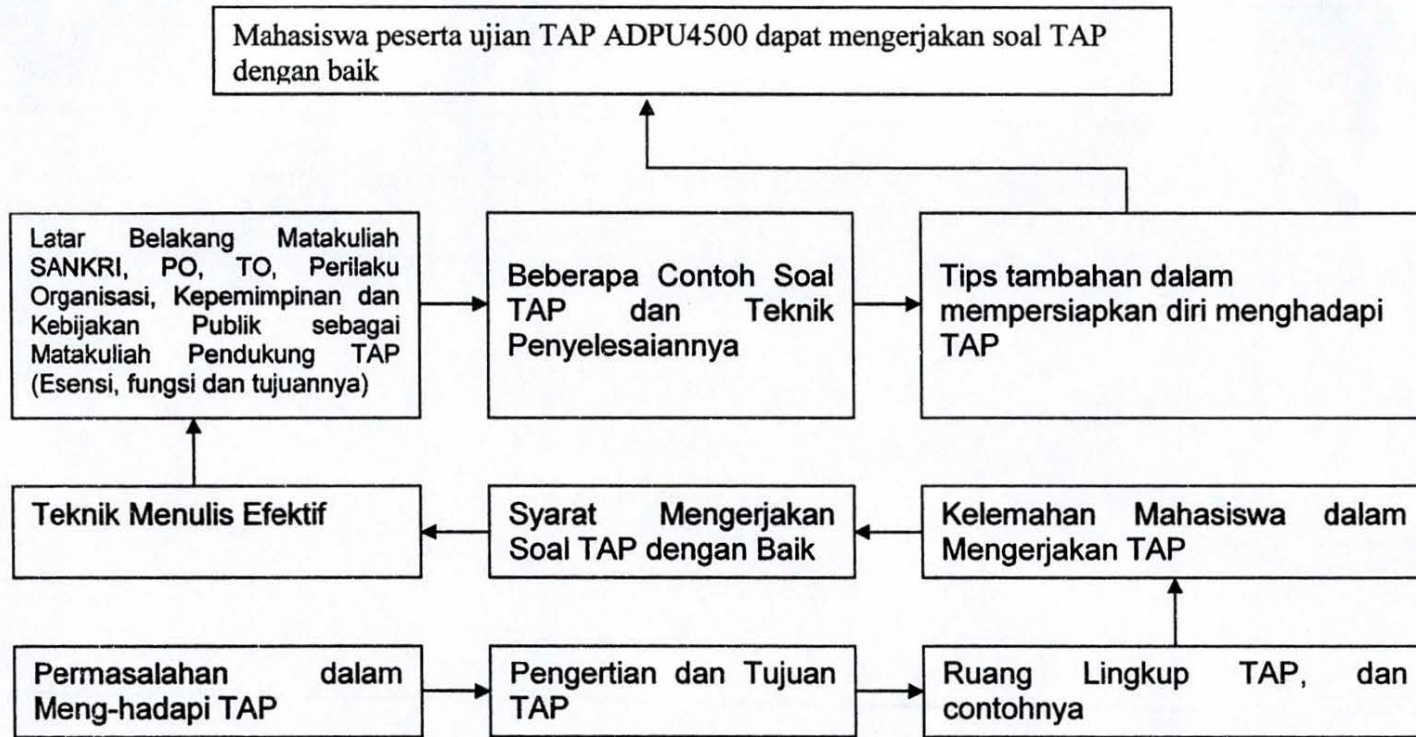 Mahasiswa peserta ujian TAP ADPU4500 dapat mengerjakan soal TAP
dengan baik
Latar Belakang Matakuliah
SANKRI, PO, TO, Perilaku
Organisasi, Kepemimpinan dan
Kebijakan Publik sebagai
Matakuliah Pendukung TAP
(Esensi, fungsi dan tujuannya)
Beberapa Contoh Soal
TAP dan Teknik
Penyelesaiannya
Tips tambahan dalam
mempersiapkan diri menghadapi
TAP
Teknik Menulis Efektif
Syarat Mengerjakan
Soal TAP dengan Baik
Kelemahan Mahasiswa dalam
Mengerjakan TAP
Permasalahan dalam
Meng-hadapi TAP
Pengertian dan Tujuan
TAP
Ruang Lingkup TAP, dan
contohnya